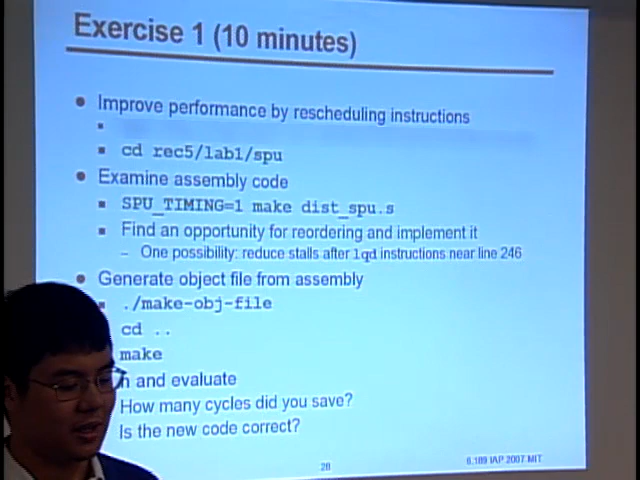 Exercise 1 (10 minutes)
Improve performance by rescheduling instructions
cd rec5/lab1/spu
Examine assembly code
SPU_TIMING=1 make dist_spu.s
Find an opportunity for reordering and implement it
– One possibility: reduce stalls after lqd instructions near line 246
Generate object file from assembly
./make-obj-file
cd ..
make
and evaluate
How many cycles did you save?
Is the new code correct?
28
6.189 IAP 2007 MIT